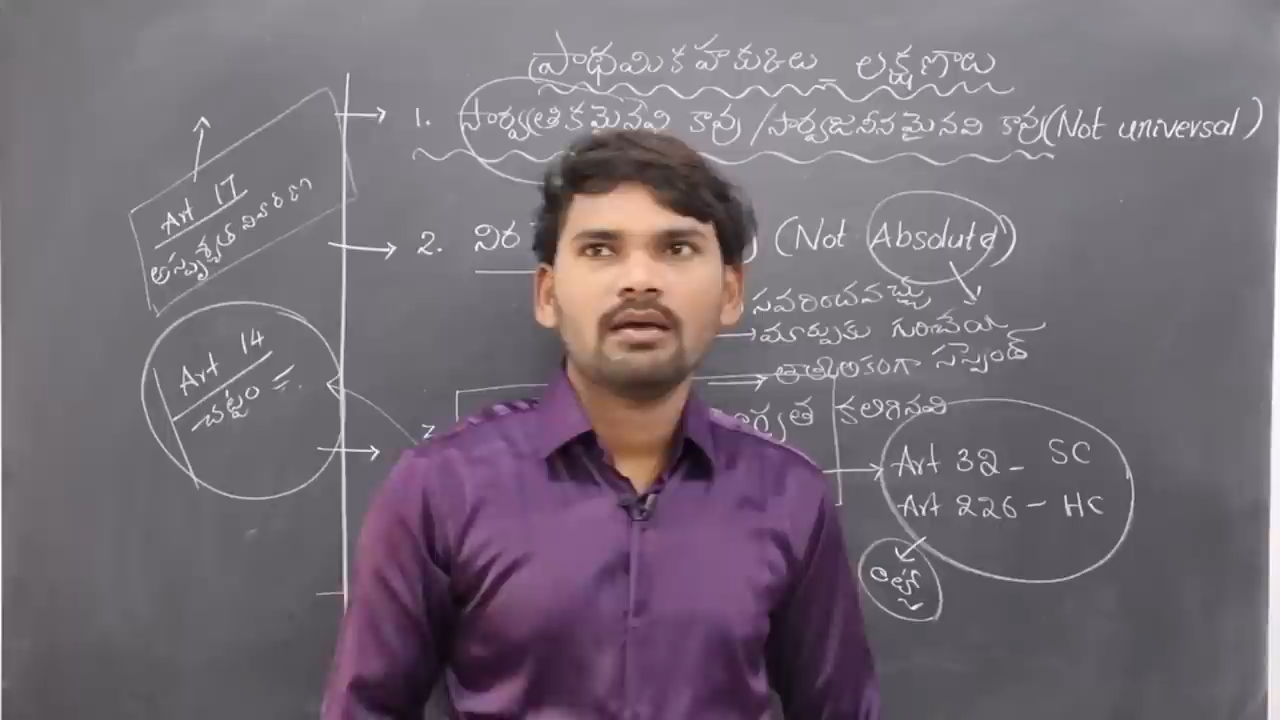 ప్రాథమిక హక్కులు_ లక్షణాలు
1. సార్వత్రికమైనేవి కావు /సార్వజనీనమైనవి కావు(Not universal)
Art 17
అస్పృశ్యత నివారణ
2. నిర (Not Absolute)
సవరించవచ్చు
→మార్పుకు గురిచేయ
→తాత్కాలికంగా సస్పెండ్
Art 14
చట్టం =.
3. కలిగినవి
Art 32 - SC
Art 226 - HC